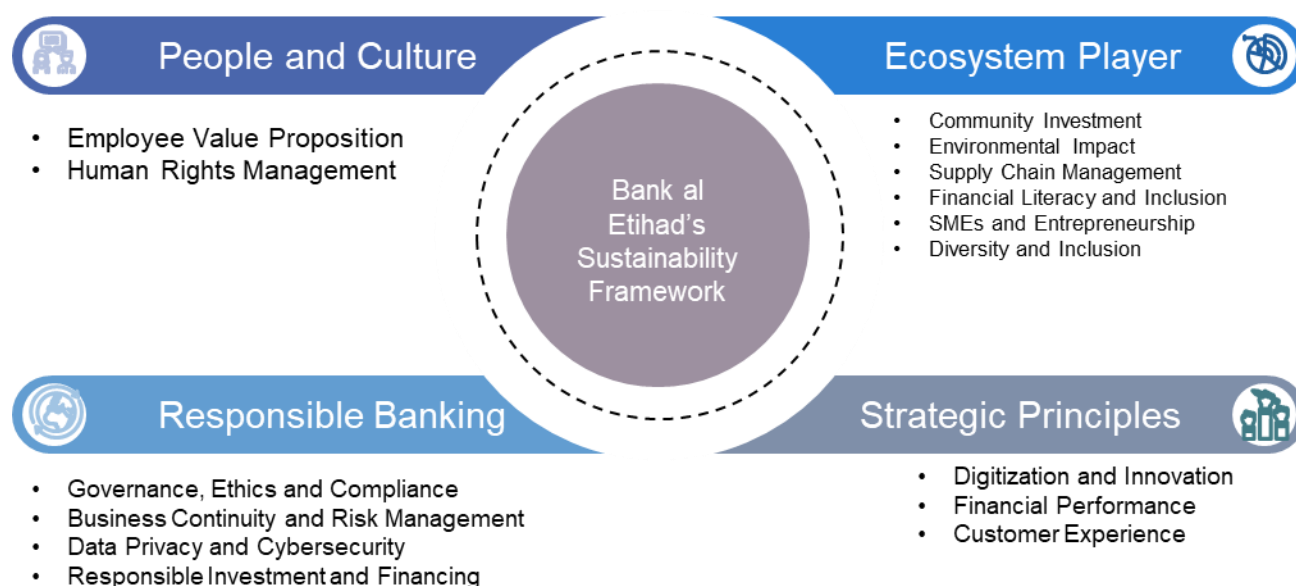 People and Culture
• Employee Value Proposition
• Human Rights Management
Ecosystem Player
• Community Investment
• Environmental Impact
• Supply Chain Management
• Financial Literacy and Inclusion
• SMEs and Entrepreneurship
• Diversity and Inclusion
Bank al
Etihad’s
Sustainability
Framework
Responsible Banking
• Governance, Ethics and Compliance
• Business Continuity and Risk Management
• Data Privacy and Cybersecurity
• Responsible Investment and Financing
Strategic Principles
• Digitization and Innovation
• Financial Performance
• Customer Experience